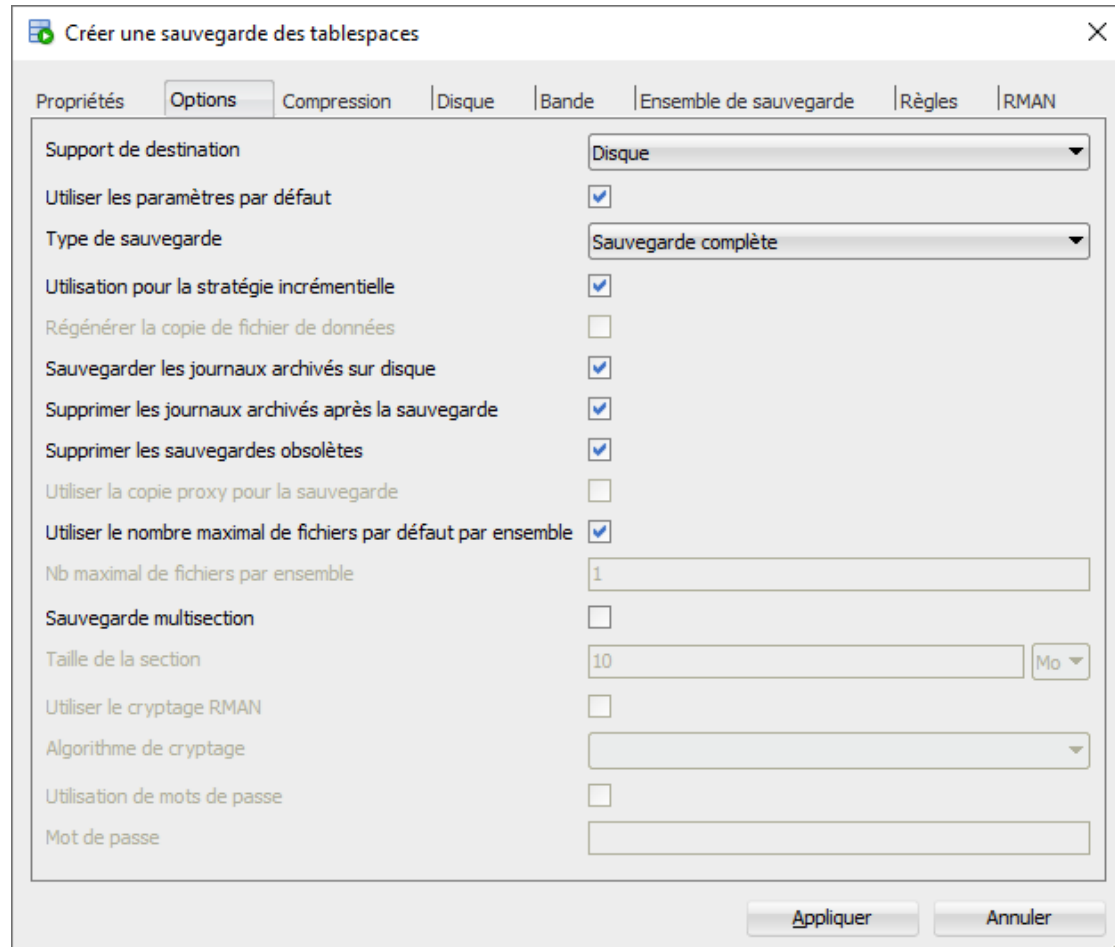 Créer une sauvegarde des tablespaces
Propriétés Options Compression Disque Bande Ensemble de sauvegarde Règles RMAN
Support de destination Disque
Utiliser les paramètres par défaut
Type de sauvegarde Sauvegarde complète
Utilisation pour la stratégie incrémentielle
Régénérer la copie de fichier de données
Sauvegarder les journaux archivés sur disque
Supprimer les journaux archivés après la sauvegarde
Supprimer les sauvegardes obsolètes
Utiliser la copie proxy pour la sauvegarde
Utiliser le nombre maximal de fichiers par défaut par ensemble
Nb maximal de fichiers par ensemble 1
Sauvegarde multisection
Taille de la section 10 Mo
Utiliser le cryptage RMAN
Algorithme de cryptage
Utilisation de mots de passe
Mot de passe
Appliquer Annuler